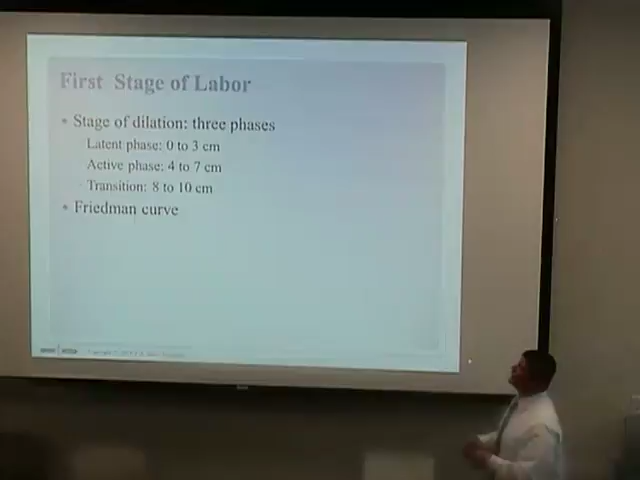 First Stage of Labor
• Stage of dilation: three phases
Latent phase: 0 to 3 cm
Active phase: 4 to 7 cm
Transition: 8 to 10 cm
• Friedman curve